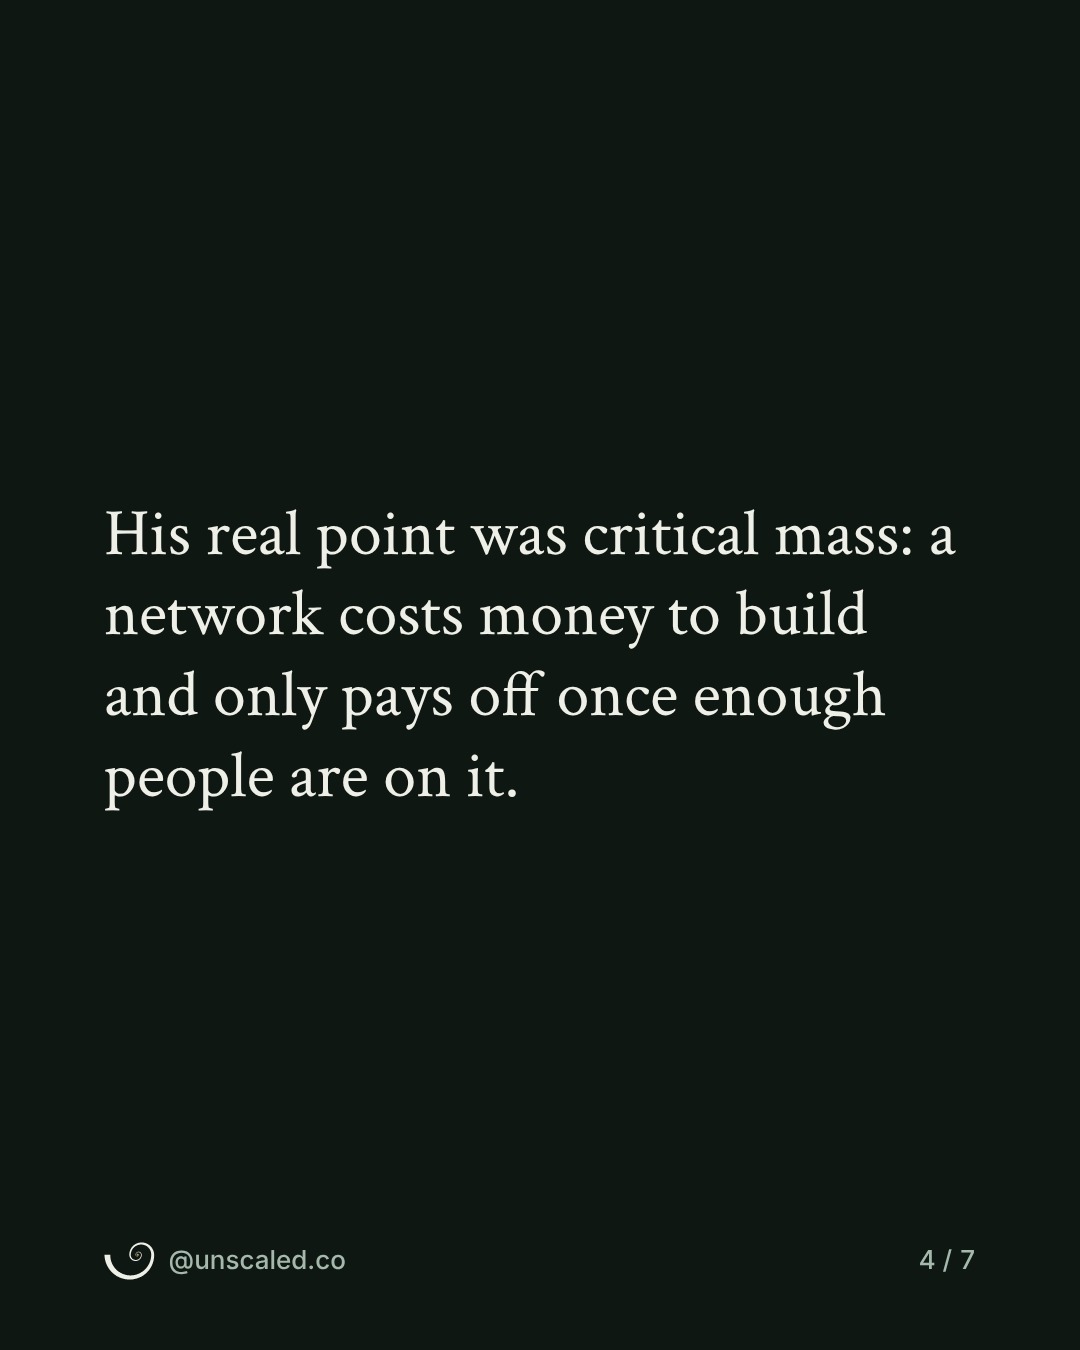 His real point was critical mass: a
network costs money to build
and only pays off once enough
people are on it.
@unscaled.co
4 / 7